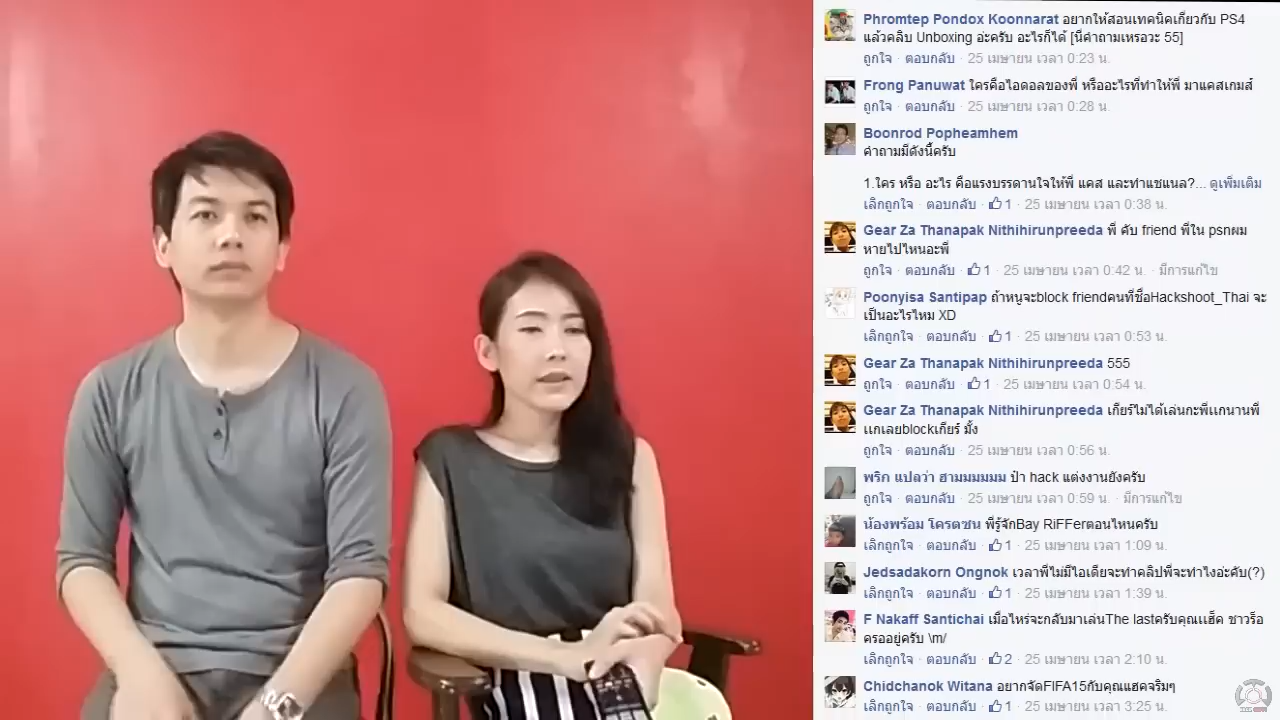 Phromtep Pondox Koonnarat อยากให้สอนเทคนิคเกี่ยวกับ PS4
แล้วคลิบ Unboxing อ่ะครับ อะไรก็ได้ [นี่คำถามเหรอวะ 55]
ถูกใจ · ตอบกลับ · 25 เมษายน เวลา 0:23 น.
Frong Panuwat ใครคือไอดอลของพี่ หรืออะไรที่ทำให้พี่ มาแคสเกมส์
ถูกใจ · ตอบกลับ · 25 เมษายน เวลา 0:28 น.
Boonrod Popheamhem
คำถามมีดังนี้ครับ
1.ใคร หรือ อะไร คือแรงบรรดานใจให้พี่ แคส และทำแชแนล?... ดูเพิ่มเติม
เลิกถูกใจ · ตอบกลับ · 1 · 25 เมษายน เวลา 0:38 น.
Gear Za Thanapak Nithihirunpreeda พี่ คับ friend พี่ใน psnผม
หายไปไหนอะพี่
ถูกใจ · ตอบกลับ · 1 · 25 เมษายน เวลา 0:42 น. · มีการแก้ไข
Poonyisa Santipap ถ้าหนูจะblock friendคนที่ชื่อHackshoot_Thai จะ
เป็นอะไรไหม XD
เลิกถูกใจ · ตอบกลับ · 1 · 25 เมษายน เวลา 0:53 น.
Gear Za Thanapak Nithihirunpreeda 555
ถูกใจ · ตอบกลับ · 1 · 25 เมษายน เวลา 0:54 น.
Gear Za Thanapak Nithihirunpreeda เกียร์ไม่ได้เล่นกะพี่เเกนานพี่
เเกเลยblockเกียร์ มั้ง
ถูกใจ · ตอบกลับ · 25 เมษายน เวลา 0:56 น.
พริก แปลว่า ฮามมมมมม ป๋า hack แต่งงานยังครับ
ถูกใจ · ตอบกลับ · 25 เมษายน เวลา 0:59 น. · มีการแก้ไข
น้องพร้อม โครตซน พี่รู้จักBay RiFFerตอนไหนครับ
เลิกถูกใจ · ตอบกลับ · 1 · 25 เมษายน เวลา 1:09 น.
Jedsadakorn Ongnok เวลาพี่ไม่มีไอเดียจะทำคลิปพี่จะทำไงอ่ะคับ(?)
เลิกถูกใจ · ตอบกลับ · 1 · 25 เมษายน เวลา 1:39 น.
F Nakaff Santichai เมื่อไหร่จะกลับมาเล่นThe lastครับคุณเเฮ็ค ชาวร็อ
ครออยู่ครับ \m/
เลิกถูกใจ · ตอบกลับ · 2 · 25 เมษายน เวลา 2:10 น.
Chidchanok Witana อยากจัดFIFA15กับคุณแฮคจริมๆ
เลิกถูกใจ · ตอบกลับ · 1 · 25 เมษายน เวลา 3:25 น.